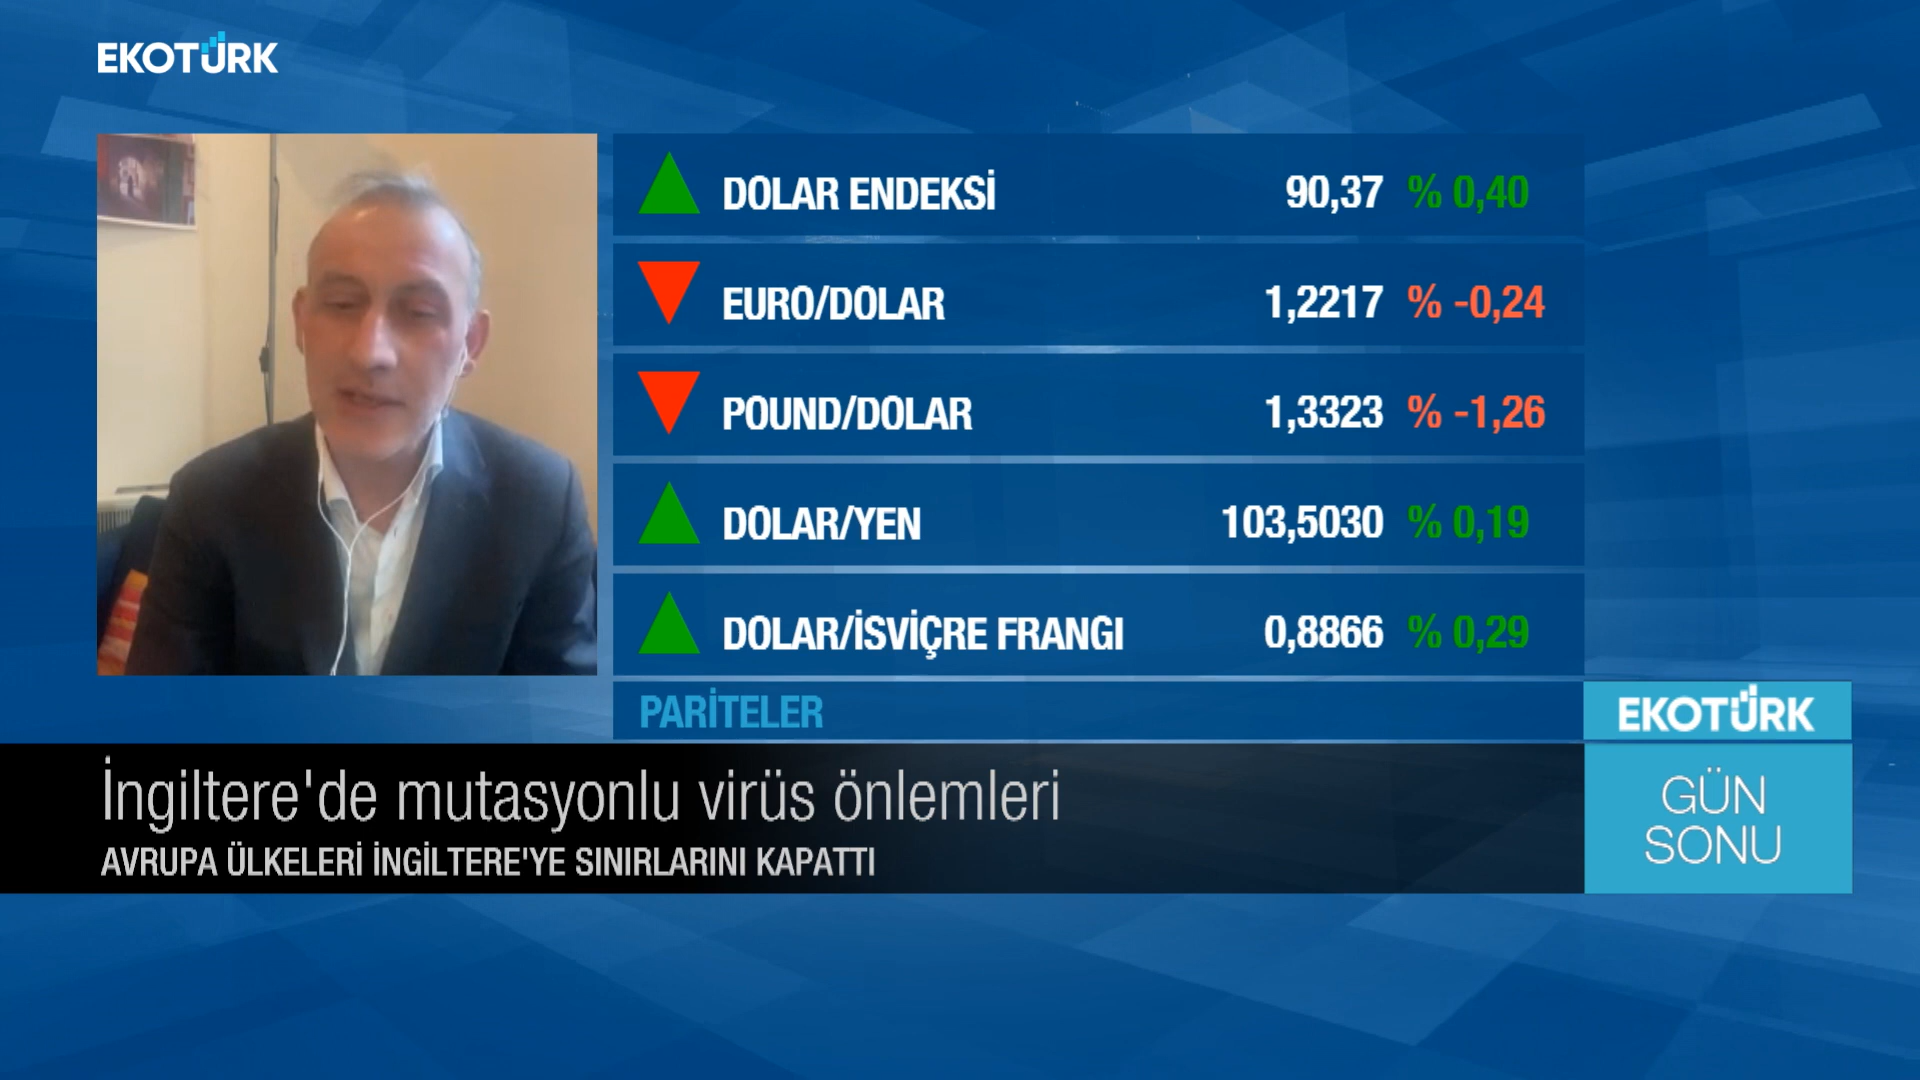 EKOTÜRK
DOLAR ENDEKSİ 90,37 % 0,40
EURO/DOLAR 1,2217 % -0,24
POUND/DOLAR 1,3323 % -1,26
DOLAR/YEN 103,5030 % 0,19
DOLAR/İSVİÇRE FRANGI 0,8866 % 0,29
PARİTELER
EKOTÜRK
İngiltere'de mutasyonlu virüs önlemleri
AVRUPA ÜLKELERİ İNGİLTERE'YE SINIRLARINI KAPATTI
GÜN
SONU